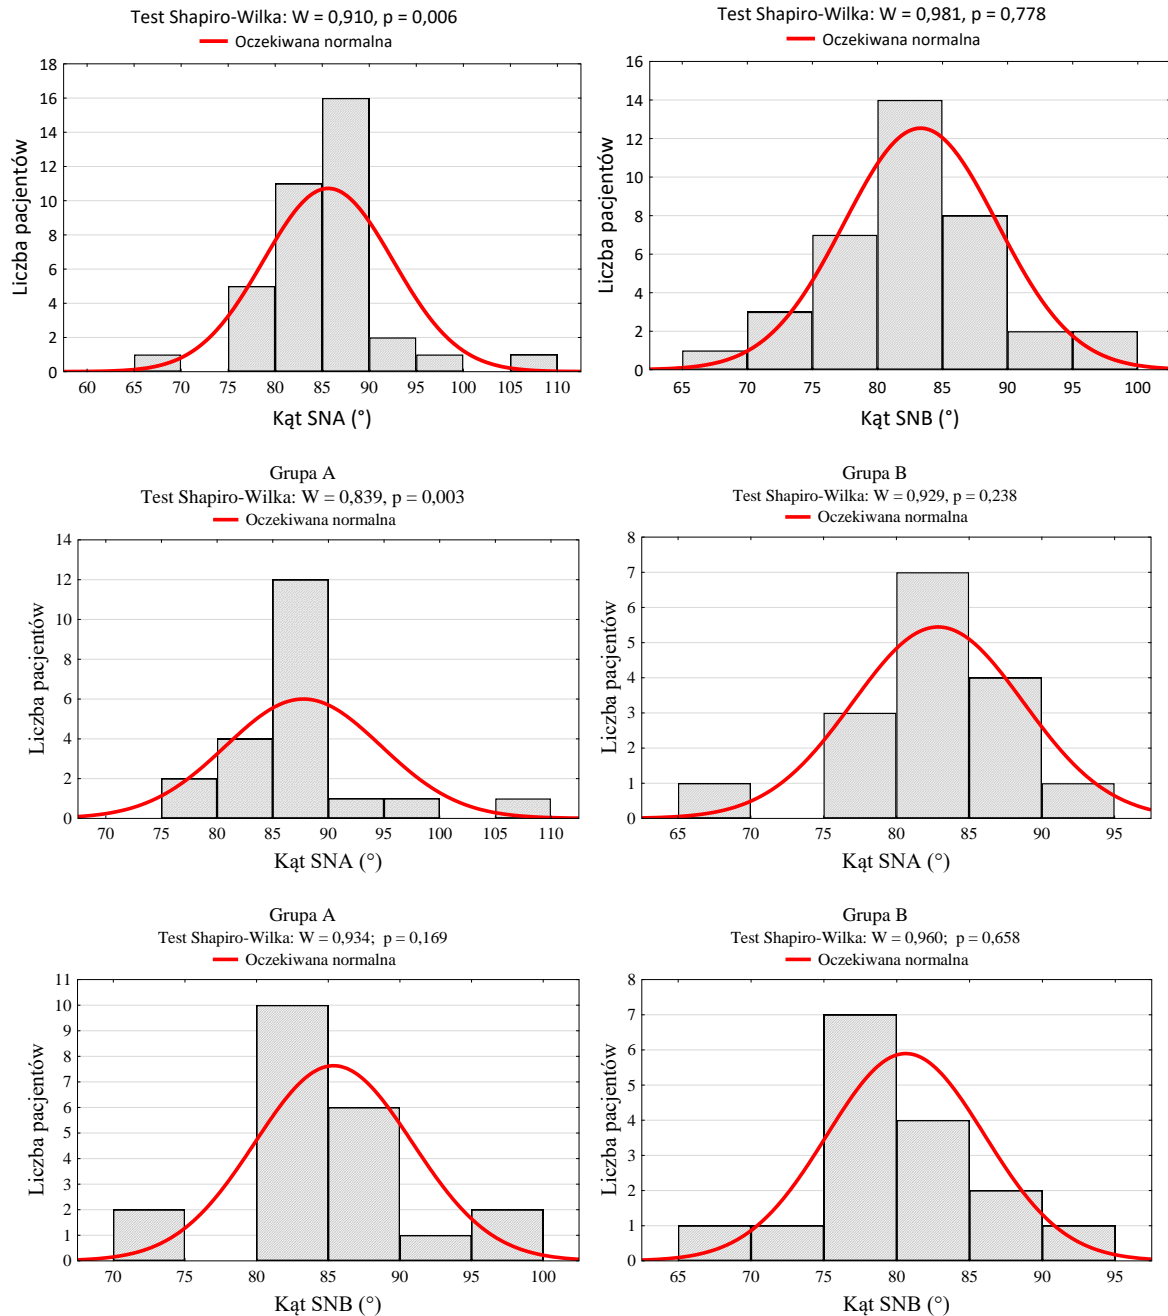 Test Shapiro-Wilka: W = 0,910, p = 0,006
Oczekiwana normalna
18
16
14
12
10
8
6
4
2
0
Liczba pacjentów
60 65 70 75 80 85 90 95 100 105 110
Kąt SNA (°)
Test Shapiro-Wilka: W = 0,981, p = 0,778
Oczekiwana normalna
16
14
12
10
8
6
4
2
0
Liczba pacjentów
65 70 75 80 85 90 95 100
Kąt SNB (°)
Grupa A
Test Shapiro-Wilka: W = 0,839, p = 0,003
Oczekiwana normalna
14
12
10
8
6
4
2
0
Liczba pacjentów
70 75 80 85 90 95 100 105 110
Kąt SNA (°)
Grupa B
Test Shapiro-Wilka: W = 0,929, p = 0,238
Oczekiwana normalna
8
7
6
5
4
3
2
1
0
Liczba pacjentów
65 70 75 80 85 90 95
Kąt SNA (°)
Grupa A
Test Shapiro-Wilka: W = 0,934; p = 0,169
Oczekiwana normalna
11
10
9
8
7
6
5
4
3
2
1
0
Liczba pacjentów
70 75 80 85 90 95 100
Kąt SNB (°)
Grupa B
Test Shapiro-Wilka: W = 0,960; p = 0,658
Oczekiwana normalna
8
7
6
5
4
3
2
1
0
Liczba pacjentów
65 70 75 80 85 90 95
Kąt SNB (°)